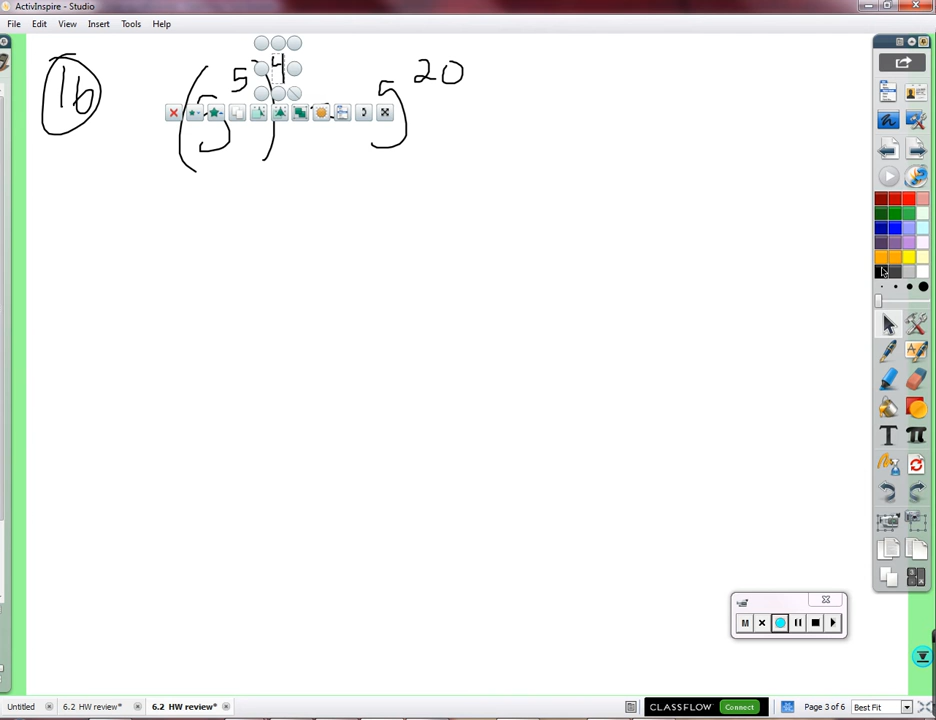 ActivInspire - Studio
File Edit View Insert Tools Help
16 (5^5)^4 = 5^20
M
T π
CLASSFLOW Connect
Untitled 6.2 HW review* 6.2 HW review* Page 3 of 6 Best Fit